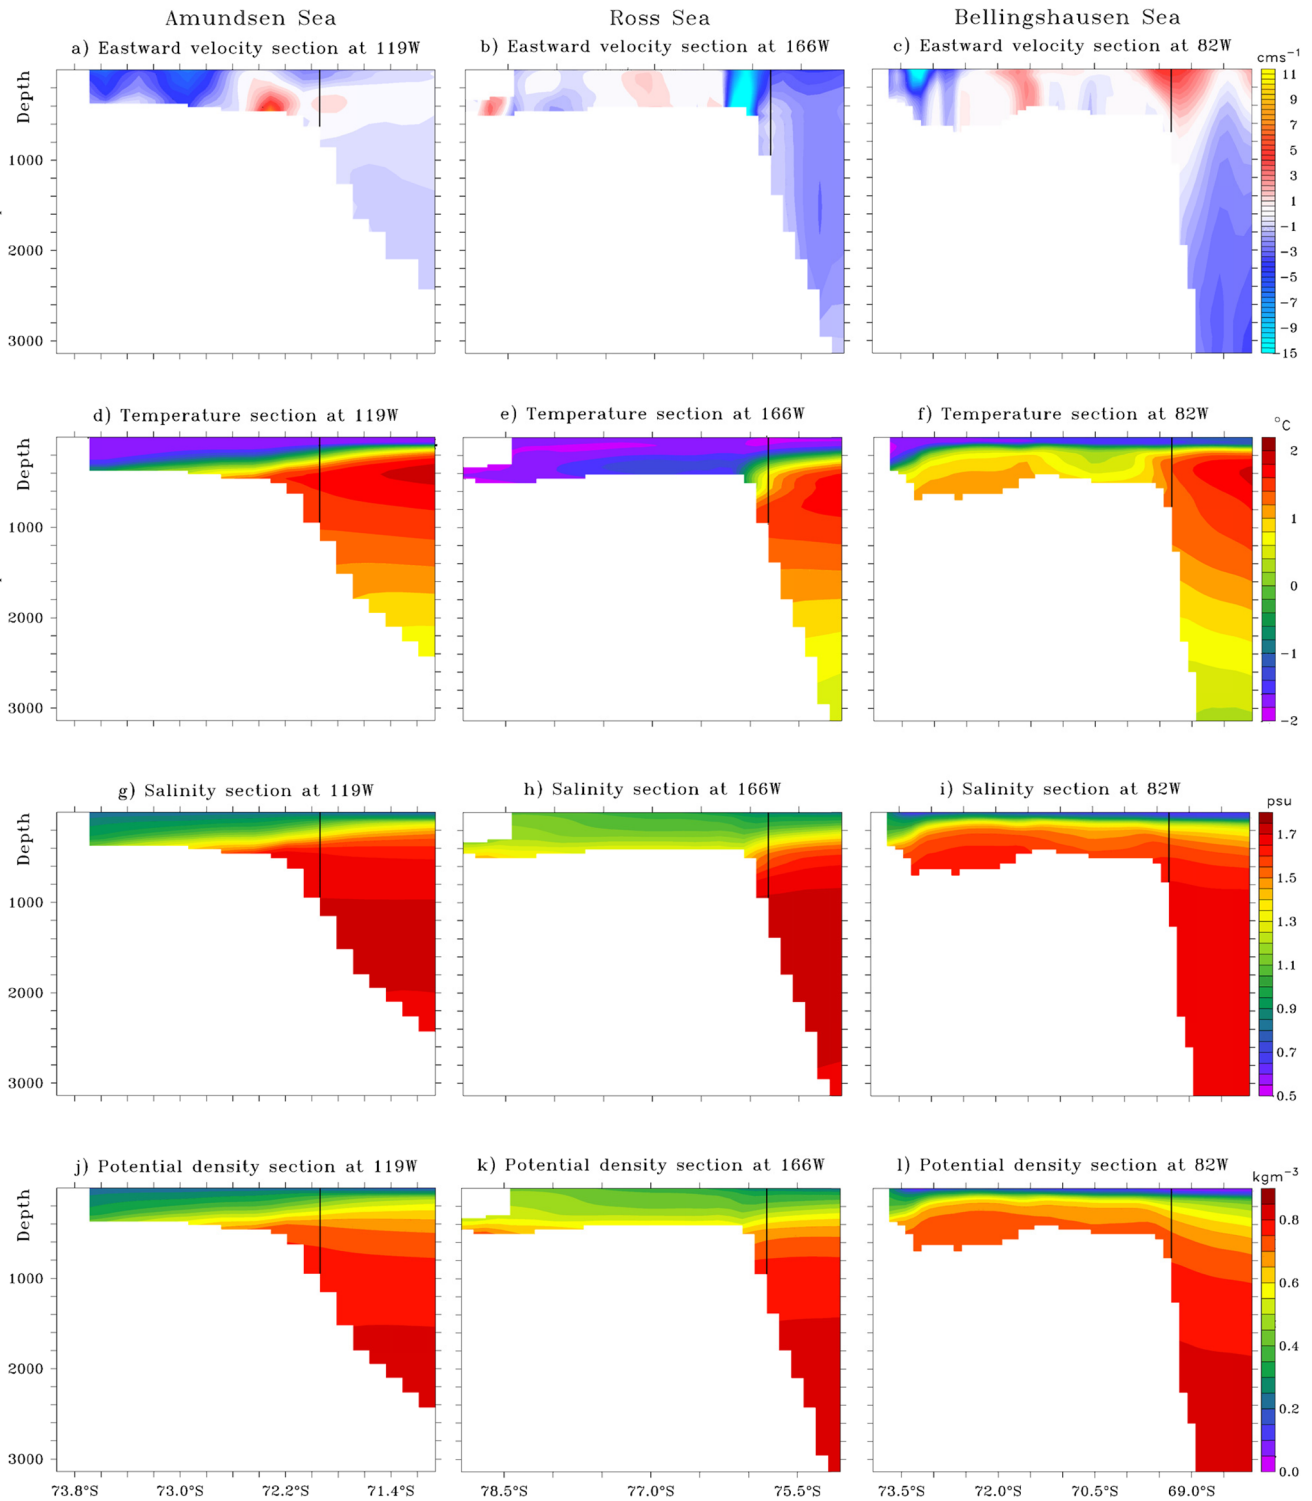 Amundsen Sea Ross Sea Bellingshausen Sea
a) Eastward velocity section at 119W b) Eastward velocity section at 166W c) Eastward velocity section at 82W
cms⁻¹
Depth
1000
2000
3000
11
9
7
5
3
1
-1
-3
-5
-7
-9
-15
d) Temperature section at 119W e) Temperature section at 166W f) Temperature section at 82W
°C
Depth
1000
2000
3000
2
1
0
-1
-2
g) Salinity section at 119W h) Salinity section at 166W i) Salinity section at 82W
psu
Depth
1000
2000
3000
1.7
1.5
1.3
1.1
0.9
0.7
0.5
j) Potential density section at 119W k) Potential density section at 166W l) Potential density section at 82W
kgm⁻³
Depth
1000
2000
3000
0.8
0.6
0.4
0.2
0.0
73.8°S 73.0°S 72.2°S 71.4°S 78.5°S 77.0°S 75.5°S 73.5°S 72.0°S 70.5°S 69.0°S